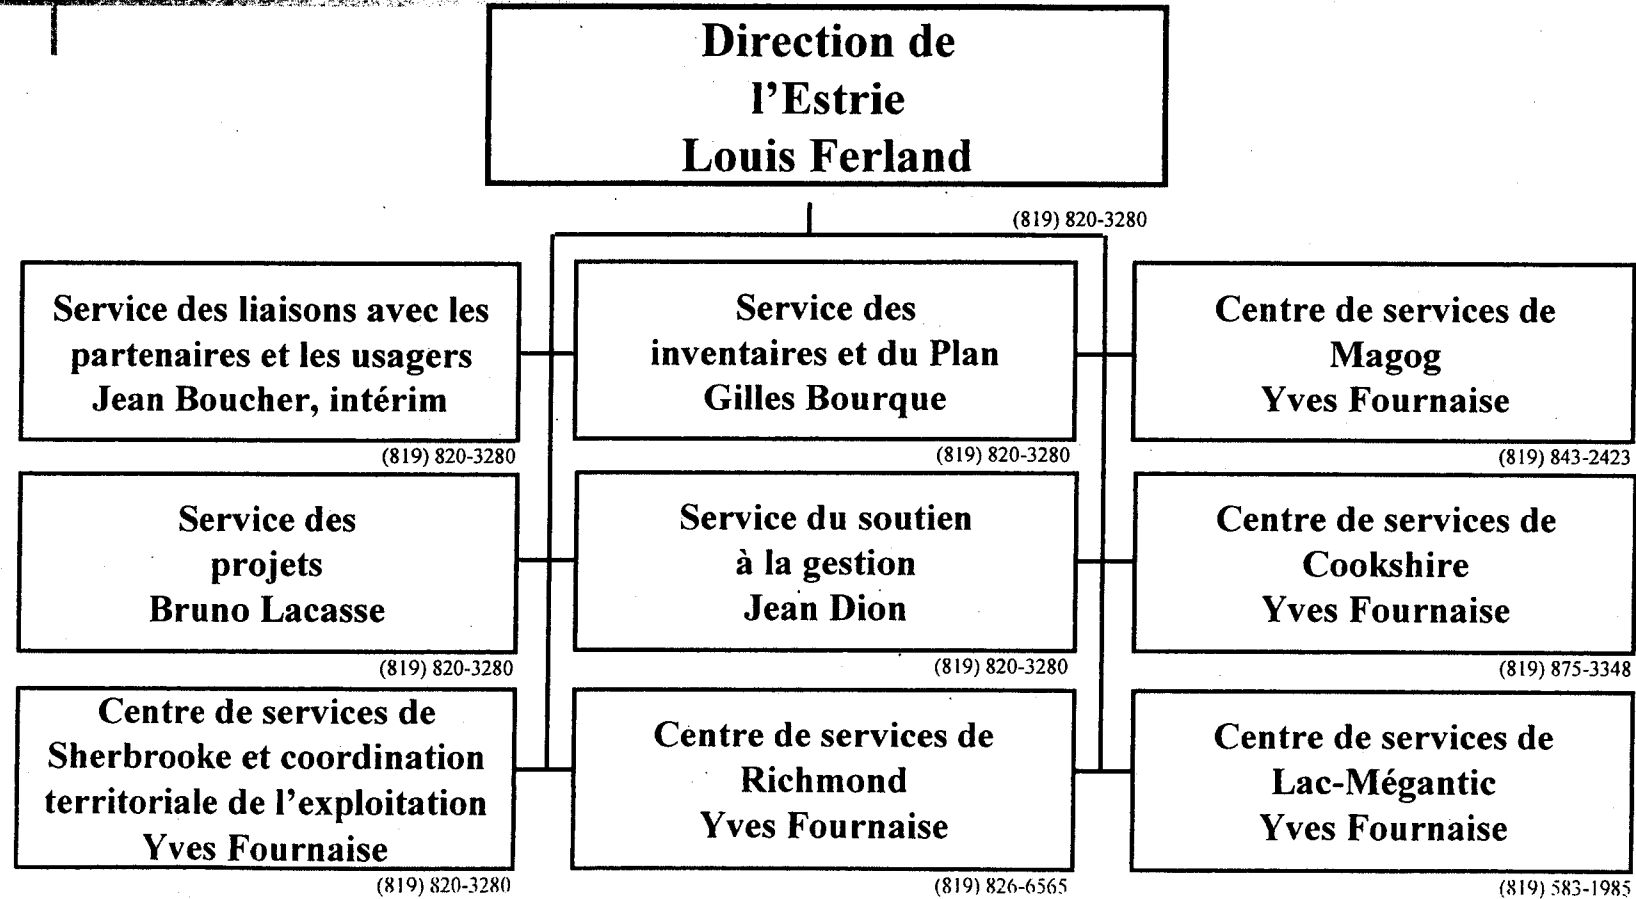 Direction de
l’Estrie
Louis Ferland
(819) 820-3280
Service des liaisons avec les
partenaires et les usagers
Jean Boucher, intérim
(819) 820-3280
Service des
inventaires et du Plan
Gilles Bourque
(819) 820-3280
Centre de services de
Magog
Yves Fournaise
(819) 843-2423
Service des
projets
Bruno Lacasse
(819) 820-3280
Service du soutien
à la gestion
Jean Dion
(819) 820-3280
Centre de services de
Cookshire
Yves Fournaise
(819) 875-3348
Centre de services de
Sherbrooke et coordination
territoriale de l’exploitation
Yves Fournaise
(819) 820-3280
Centre de services de
Richmond
Yves Fournaise
(819) 826-6565
Centre de services de
Lac-Mégantic
Yves Fournaise
(819) 583-1985